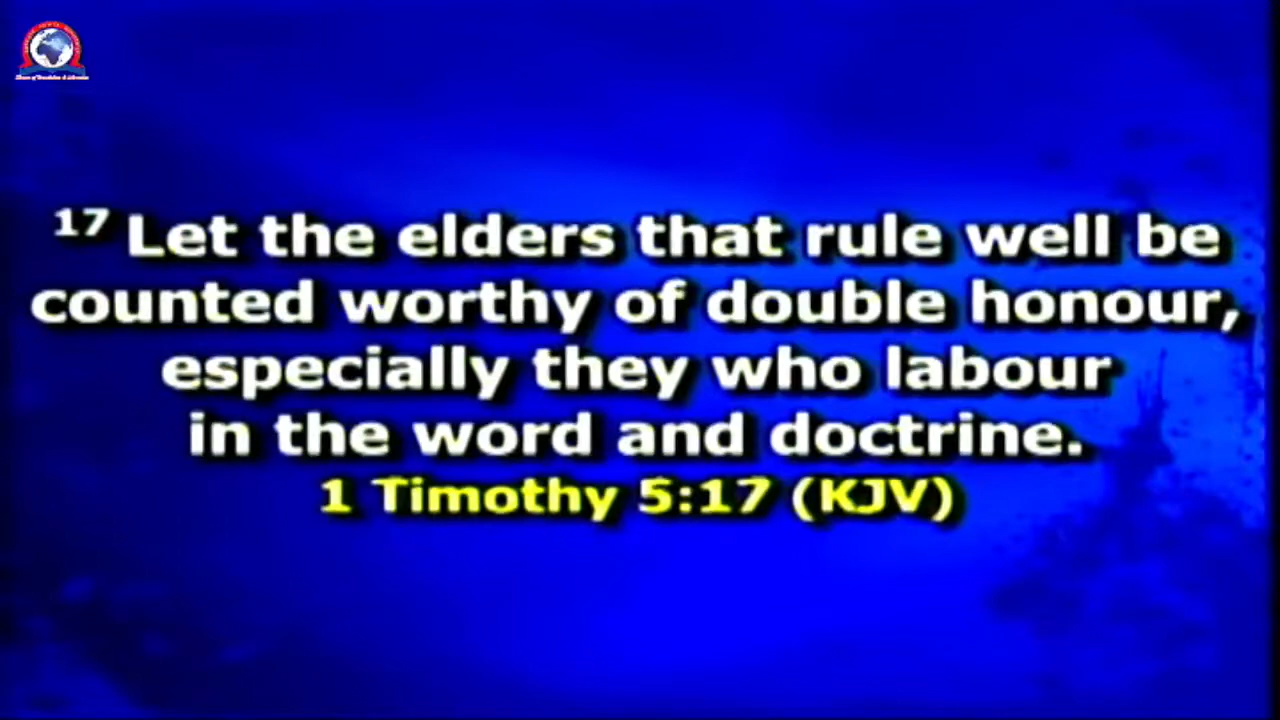 17 Let the elders that rule well be
counted worthy of double honour,
especially they who labour
in the word and doctrine.
1 Timothy 5:17 (KJV)